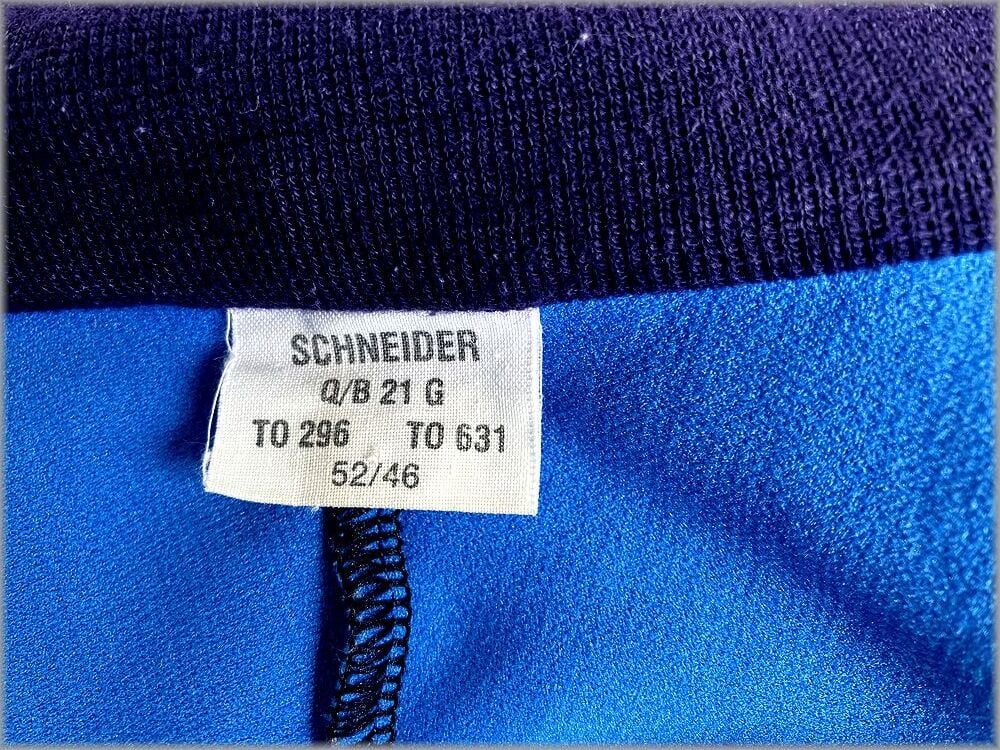 SCHNEIDER
Q/B 21 G
TO 296 TO 631
52/46